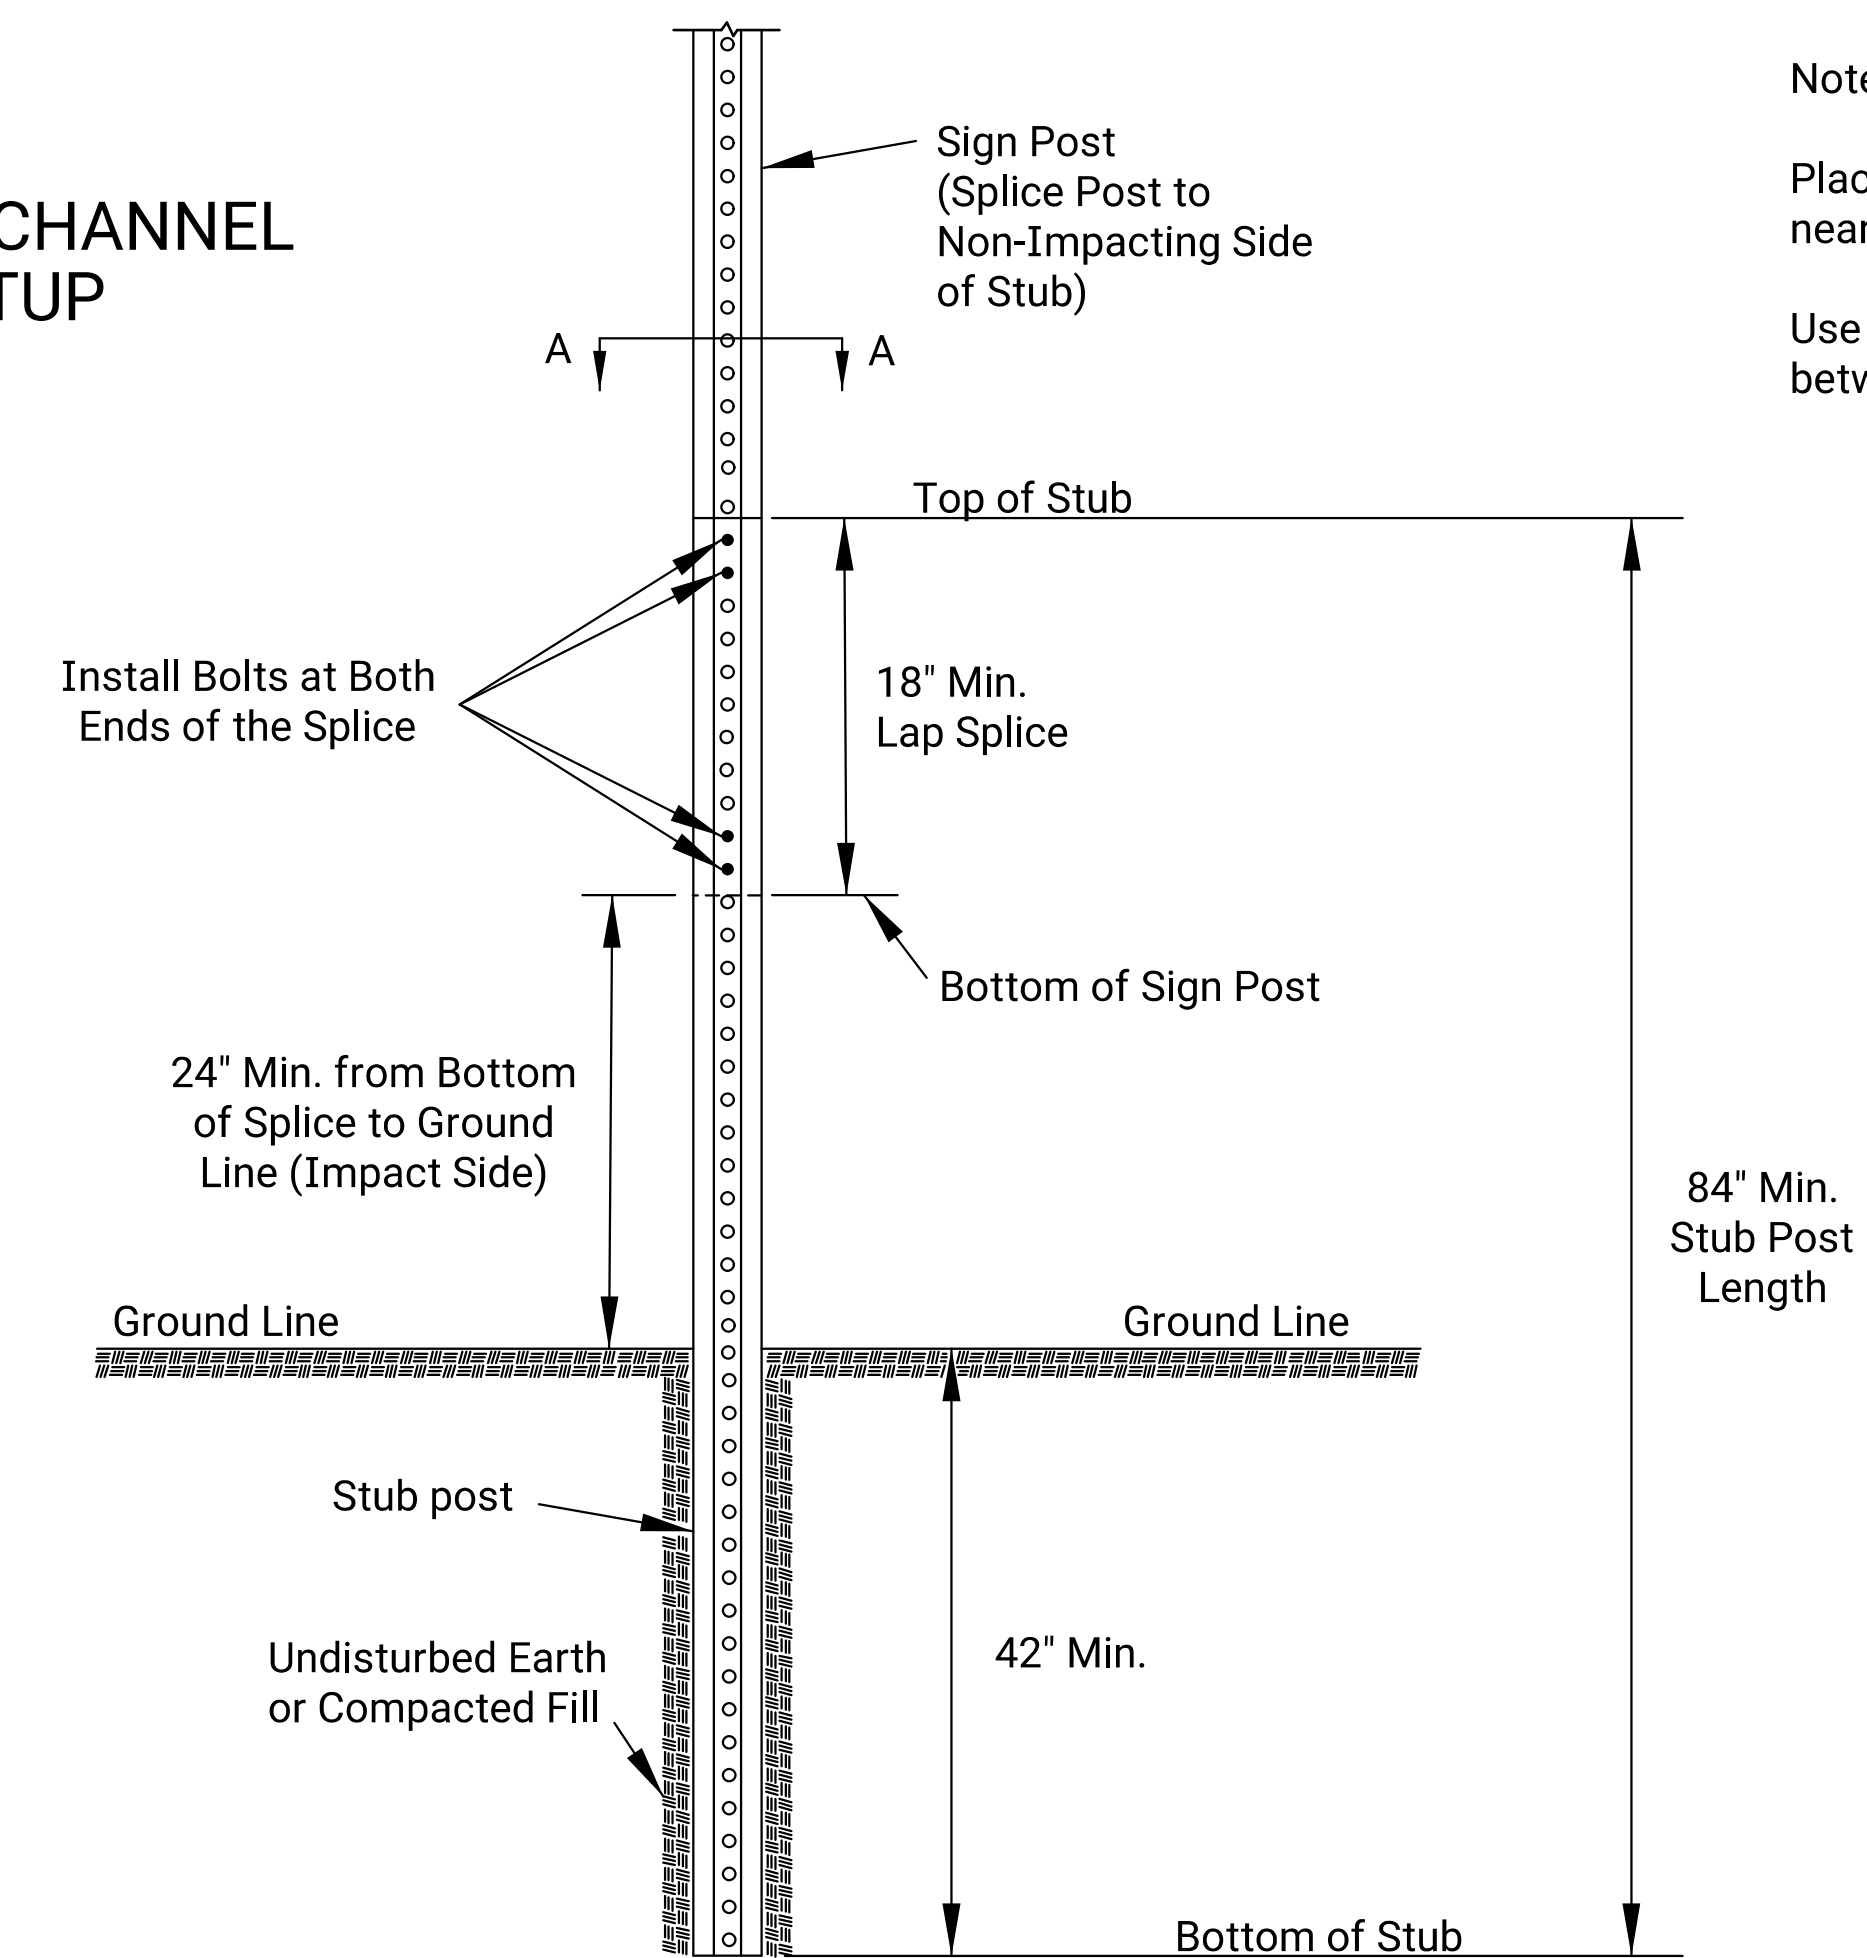 CHANNEL
TUP
Sign Post
(Splice Post to
Non-Impacting Side
of Stub)
A
A
Top of Stub
Install Bolts at Both
Ends of the Splice
18" Min.
Lap Splice
Bottom of Sign Post
24" Min. from Bottom
of Splice to Ground
Line (Impact Side)
84" Min.
Stub Post
Length
Ground Line
Ground Line
Stub post
Undisturbed Earth
or Compacted Fill
42" Min.
Bottom of Stub
Use